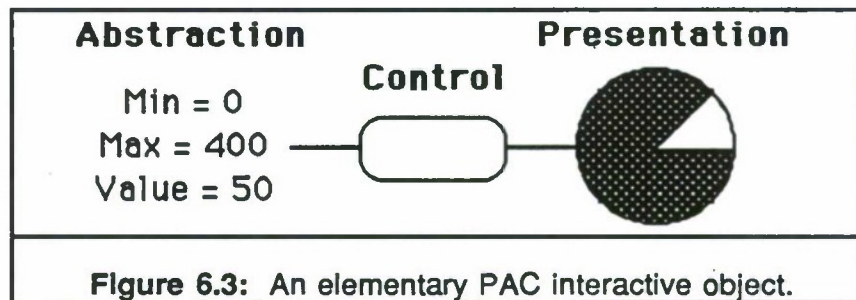 Abstraction
Presentation
Control
Min = 0
Max = 400
Value = 50
Figure 6.3: An elementary PAC interactive object.